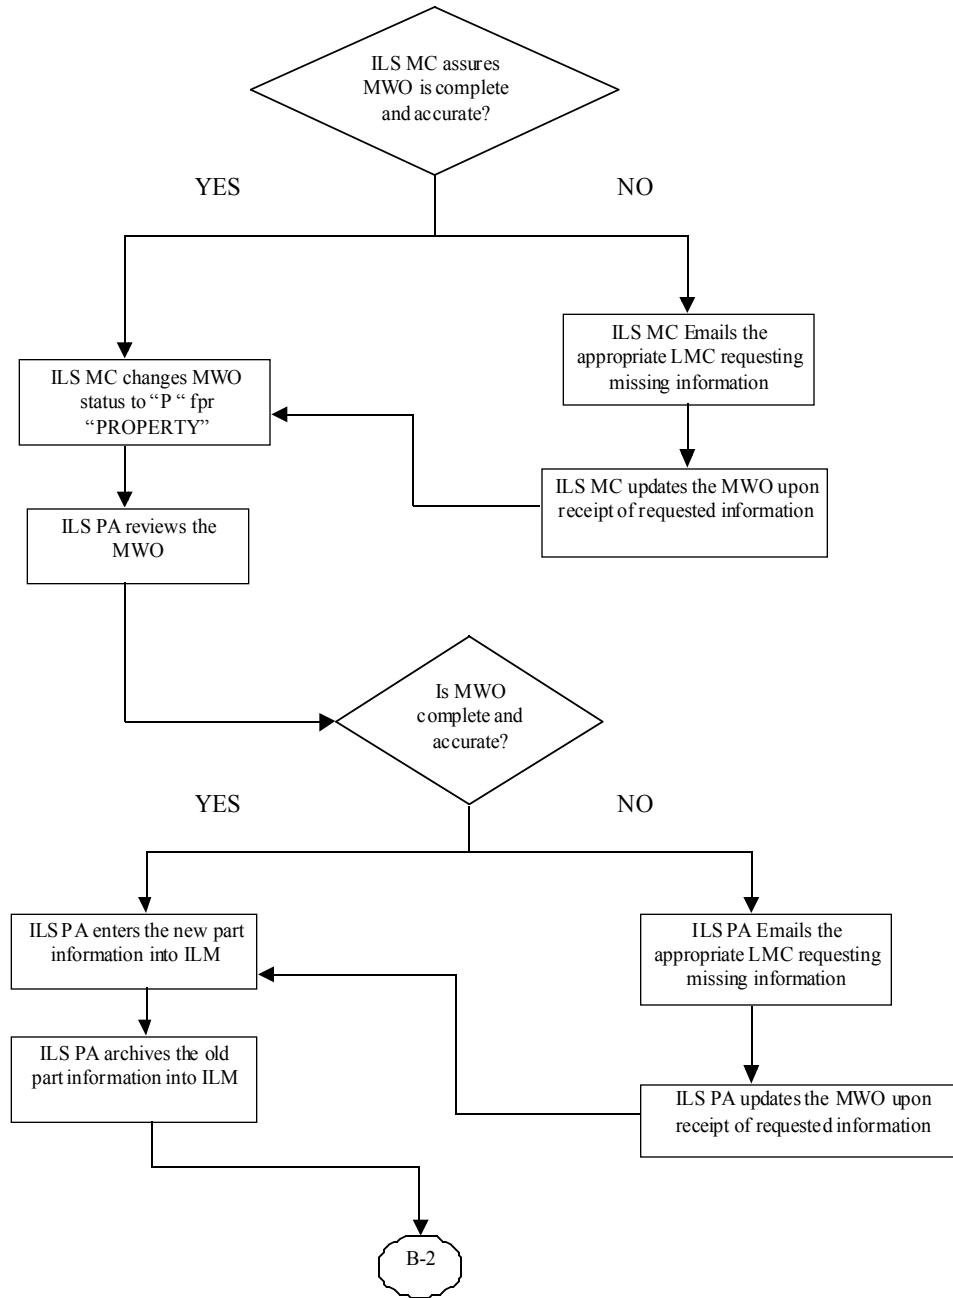 ILS MC assures
MWO is complete
and accurate?
YES
NO
ILS MC Emails the
appropriate LMC requesting
missing information
ILS MC changes MWO
status to “P “ fpr
“PROPERTY”
ILS MC updates the MWO upon
receipt of requested information
ILS PA reviews the
MWO
Is MWO
complete and
accurate?
YES
NO
ILS PA enters the new part
information into ILM
ILS PA Emails the
appropriate LMC requesting
missing information
ILS PA archives the old
part information into ILM
ILS PA updates the MWO upon
receipt of requested information
B-2